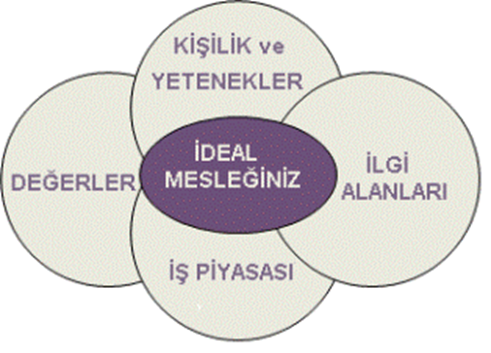 KİŞİLİK ve
YETENEKLER
DEĞERLER
İDEAL
MESLEĞİNİZ
İLGİ
ALANLARI
İŞ PİYASASI